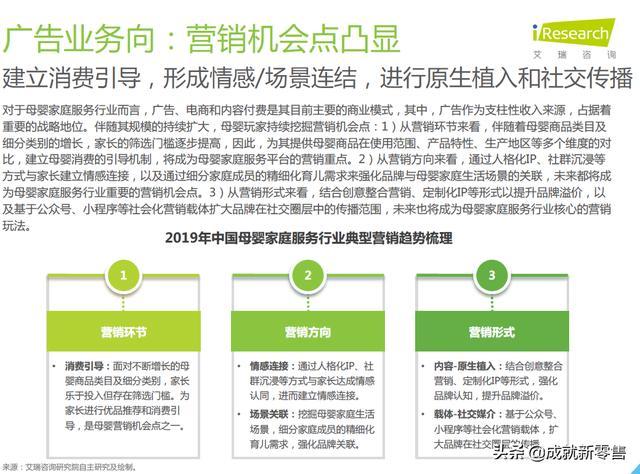 广告业务向：营销机会点凸显
iResearch
艾瑞咨询
建立消费引导，形成情感/场景连结，进行原生植入和社交传播
对于母婴家庭服务行业而言，广告、电商和内容付费是其目前主要的商业模式，其中，广告作为支柱性收入来源，占据着
重要的战略地位。伴随其规模的持续扩大，母婴玩家持续挖掘营销机会点：1）从营销环节来看，伴随着母婴商品类目及
细分类别的增长，家长的筛选门槛逐步提高，因此，为其提供母婴商品在使用范围、产品特性、生产地区等多个维度的对
比，建立母婴消费的引导机制，将成为母婴家庭服务平台的营销重点。2）从营销方向来看，通过人格化IP、社群沉浸等
方式与家长建立情感连接，以及通过细分家庭成员的精细化育儿需求来强化品牌与母婴家庭生活场景的关联，未来都将成
为母婴家庭服务行业重要的营销机会点。3）从营销形式来看，结合创意整合营销、定制化IP等形式以提升品牌溢价，以
及基于公众号、小程序等社会化营销载体扩大品牌在社交圈层中的传播范围，未来也将成为母婴家庭服务行业核心的营销
玩法。
2019年中国母婴家庭服务行业典型营销趋势梳理
1
营销环节
• 消费引导：面对不断增长的母
婴商品类目及细分类别，家长
乐于投入但存在筛选门槛。为
家长进行优品推荐和消费引
导，是母婴营销机会点之一。
2
营销方向
• 情感连接：通过人格化IP、社
群沉浸等方式与家长达成情感
认同，进而建立情感连接。
• 场景关联：挖掘母婴家庭生活
场景，细分家庭成员的精细化
育儿需求，强化品牌关联。
3
营销形式
• 内容-原生植入：结合创意整合
营销、定制化IP等形式，强化
品牌认知，提升品牌溢价。
• 载体-社交媒介：基于公众号、
小程序等社会化营销载体，扩
大品牌在社交圈层中传播。
来源：艾瑞咨询研究院自主研究及绘制。
头条@成就新零售